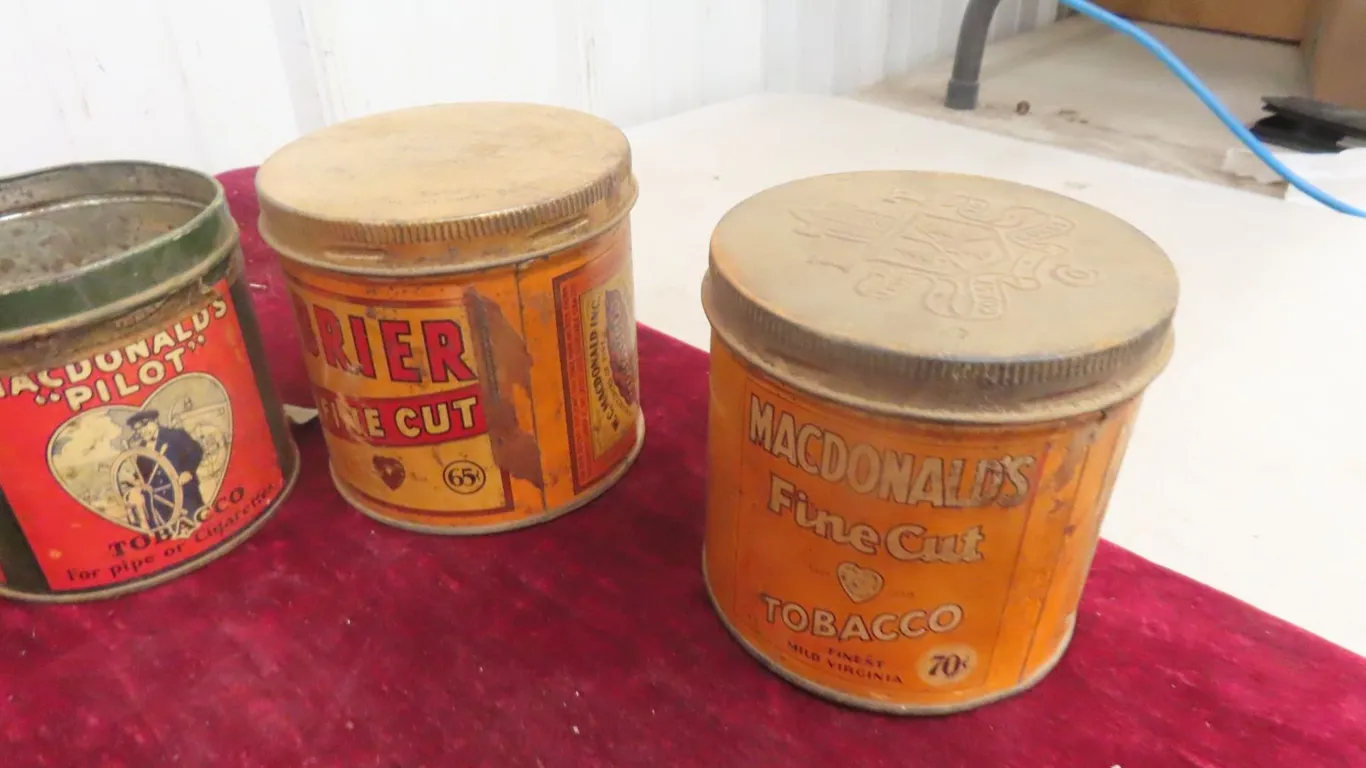 MACDONALD'S
"PILOT"
TOBACCO
For pipe or Cigarettes
RIER
FINE CUT
65¢
W.C. MACDONALD INC.
MACDONALD'S
Fine Cut
TOBACCO
FINEST
MILD VIRGINIA
70¢